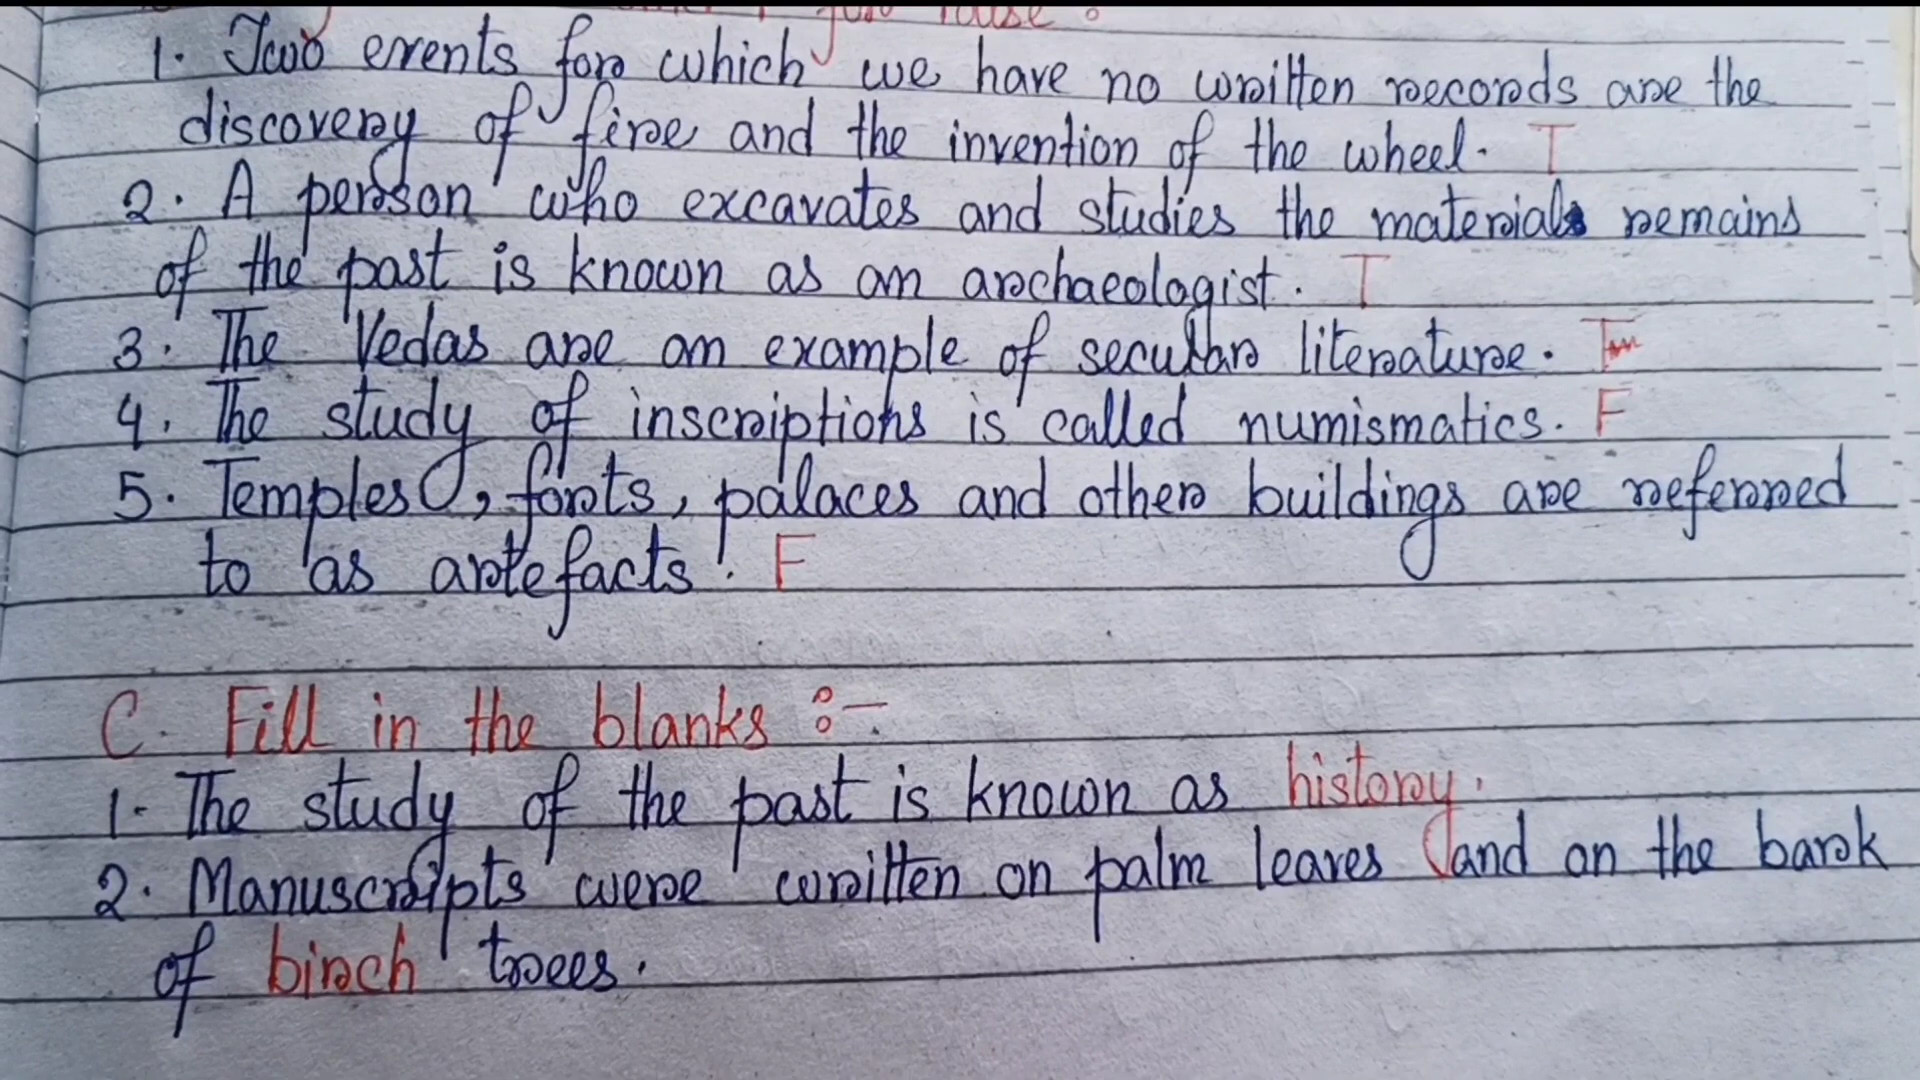 1. Two events for which we have no written records are the
discovery of fire and the invention of the wheel. T
2. A person who excavates and studies the materials remains
of the past is known as an archaeologist. T
3. The Vedas are an example of secular literature.
4. The study of inscriptions is called numismatics. F
5. Temples, forts, palaces and other buildings are referred
to as artefacts. F
C. Fill in the blanks :-
1. The study of the past is known as history.
2. Manuscripts were written on palm leaves and on the bark
of birch trees.